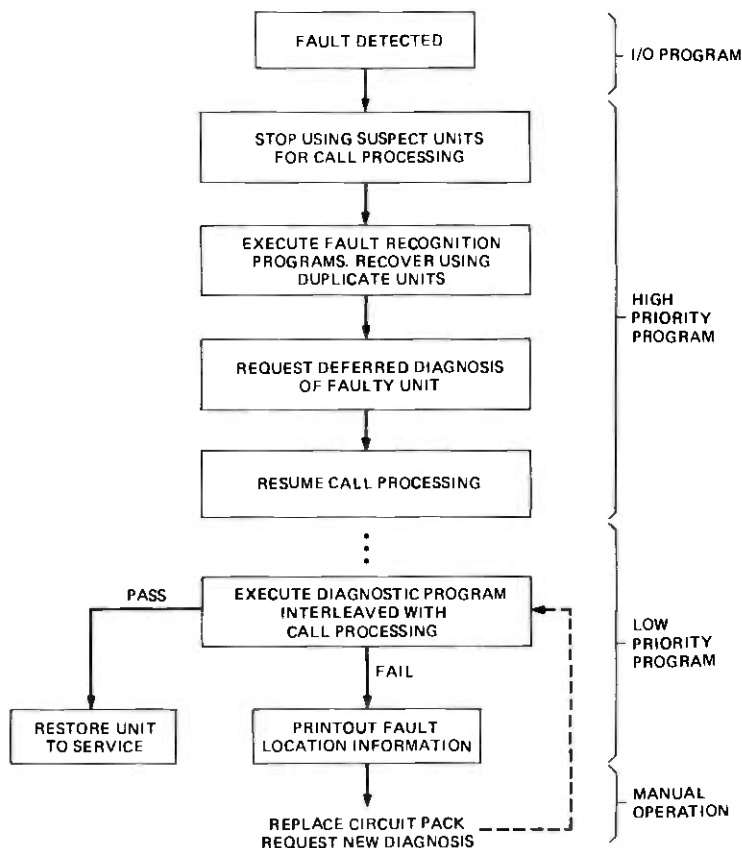 FAULT DETECTED
I/O PROGRAM
STOP USING SUSPECT UNITS
FOR CALL PROCESSING
EXECUTE FAULT RECOGNITION
PROGRAMS. RECOVER USING
DUPLICATE UNITS
HIGH
PRIORITY
PROGRAM
REQUEST DEFERRED DIAGNOSIS
OF FAULTY UNIT
RESUME CALL PROCESSING
PASS
EXECUTE DIAGNOSTIC PROGRAM
INTERLEAVED WITH
CALL PROCESSING
LOW
PRIORITY
PROGRAM
FAIL
RESTORE UNIT
TO SERVICE
PRINTOUT FAULT
LOCATION INFORMATION
MANUAL
OPERATION
REPLACE CIRCUIT PACK
REQUEST NEW DIAGNOSIS